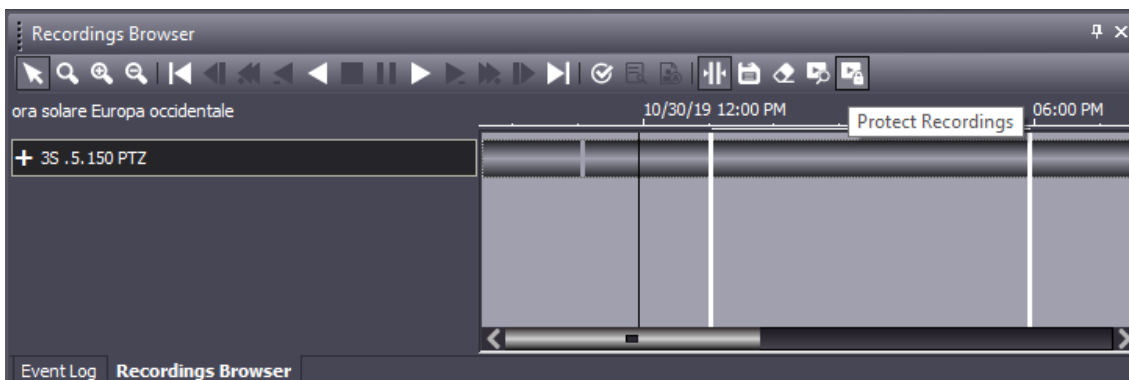 Recordings Browser
ora solare Europa occidentale
10/30/19 12:00 PM
06:00 PM
Protect Recordings
3S .5.150 PTZ
Event Log
Recordings Browser